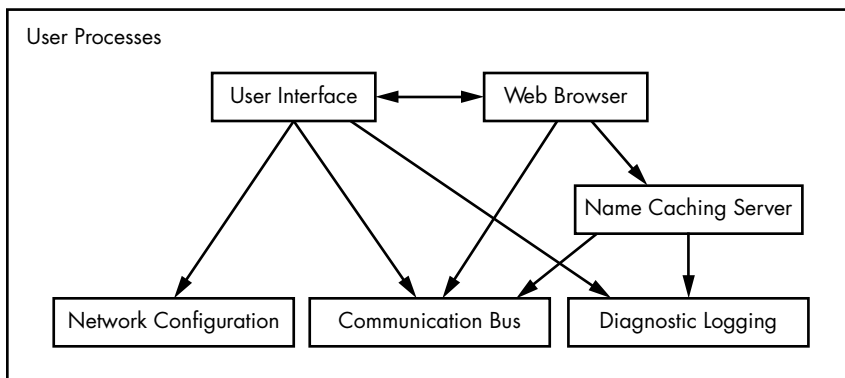 User Processes
User Interface
Web Browser
Name Caching Server
Network Configuration
Communication Bus
Diagnostic Logging